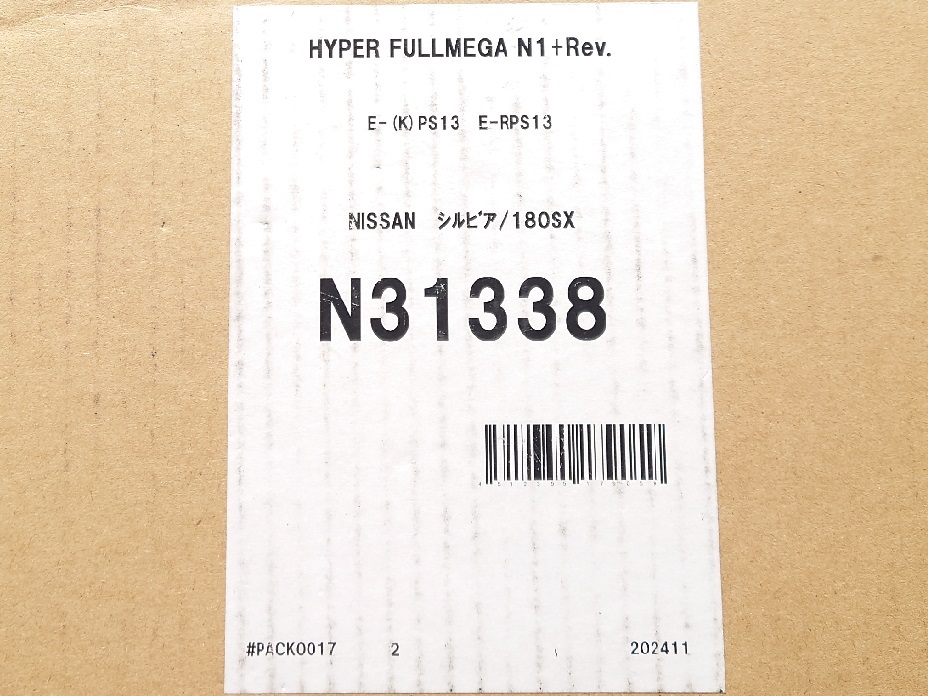 HYPER FULLMEGA N1+Rev.
E-(K)PS13 E-RPS13
NISSAN ｼﾙﾋﾞｱ/180SX
N31338
#PACK0017 2 202411